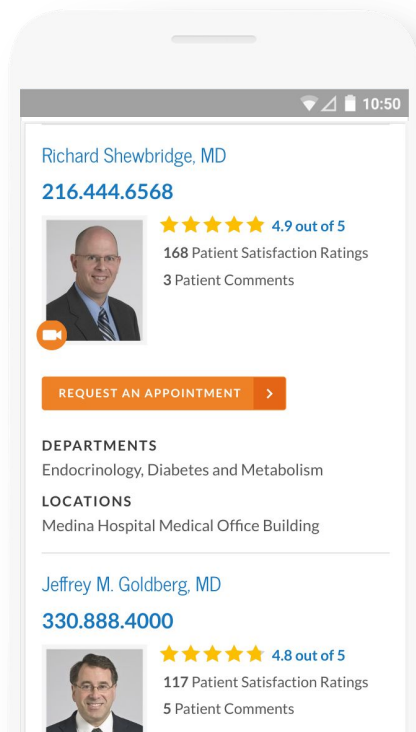 10:50
Richard Shewbridge, MD
216.444.6568
4.9 out of 5
168 Patient Satisfaction Ratings
3 Patient Comments
REQUEST AN APPOINTMENT
DEPARTMENTS
Endocrinology, Diabetes and Metabolism
LOCATIONS
Medina Hospital Medical Office Building
Jeffrey M. Goldberg, MD
330.888.4000
4.8 out of 5
117 Patient Satisfaction Ratings
5 Patient Comments